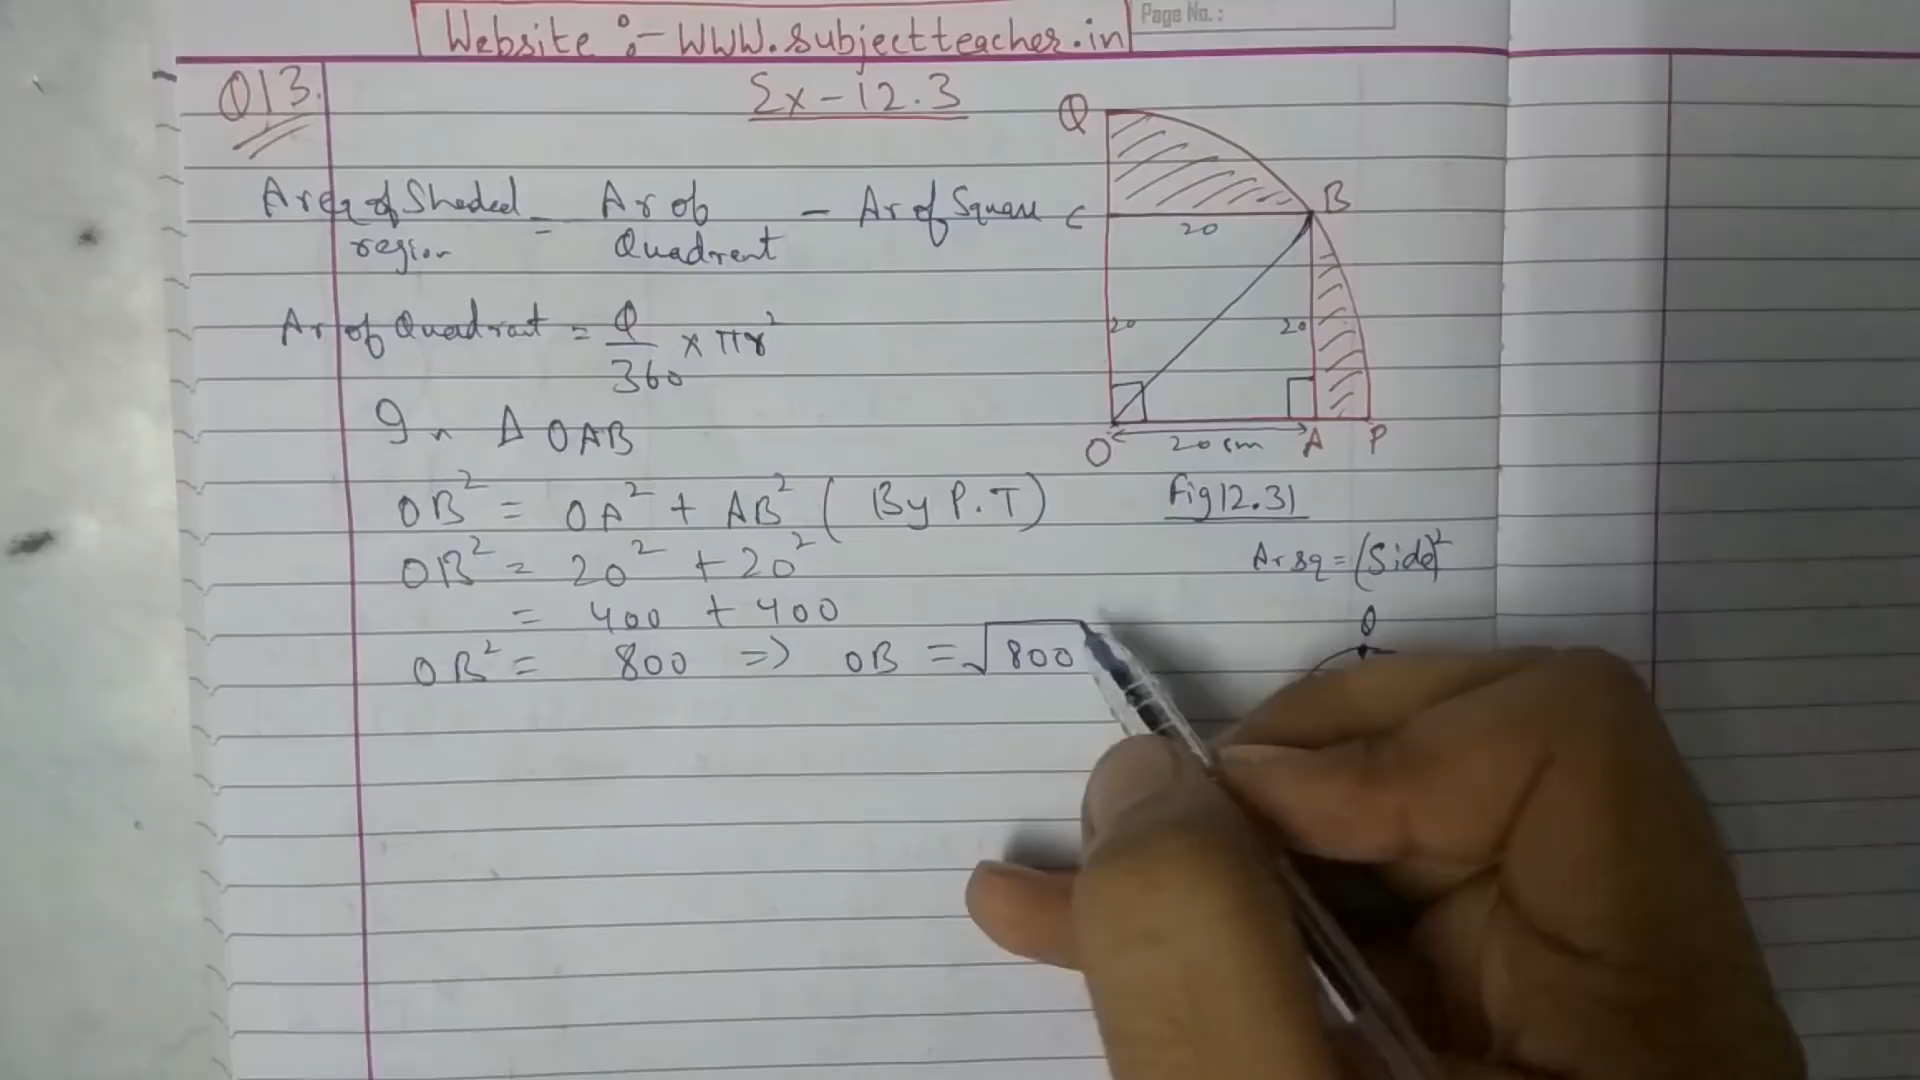 Page No.:
Website :- WWW.subjectteacher.in
Q13.
Ex-12.3
Area of Shaded region = Ar of Quadrant - Ar of Square
Ar of Quadrant = θ/360 × πr²
In Δ OAB
OB² = OA² + AB² (By P.T)
OB² = 20² + 20²
= 400 + 400
OB² = 800 => OB = √800
Q
B
C
20
20
20
O
20 cm
A
P
Fig 12.31
Ar sq = (Side)²